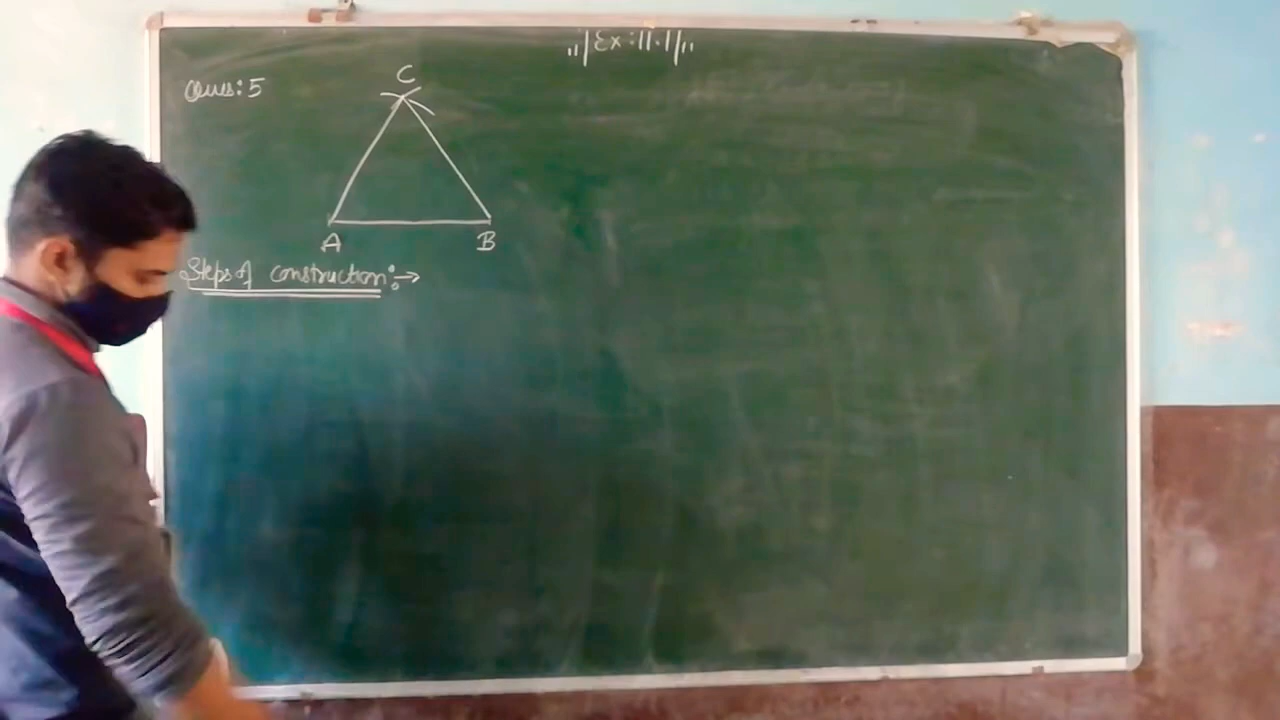 ,,|Ex:11.1|,,
Ques:5
C
A B
Steps of construction:→